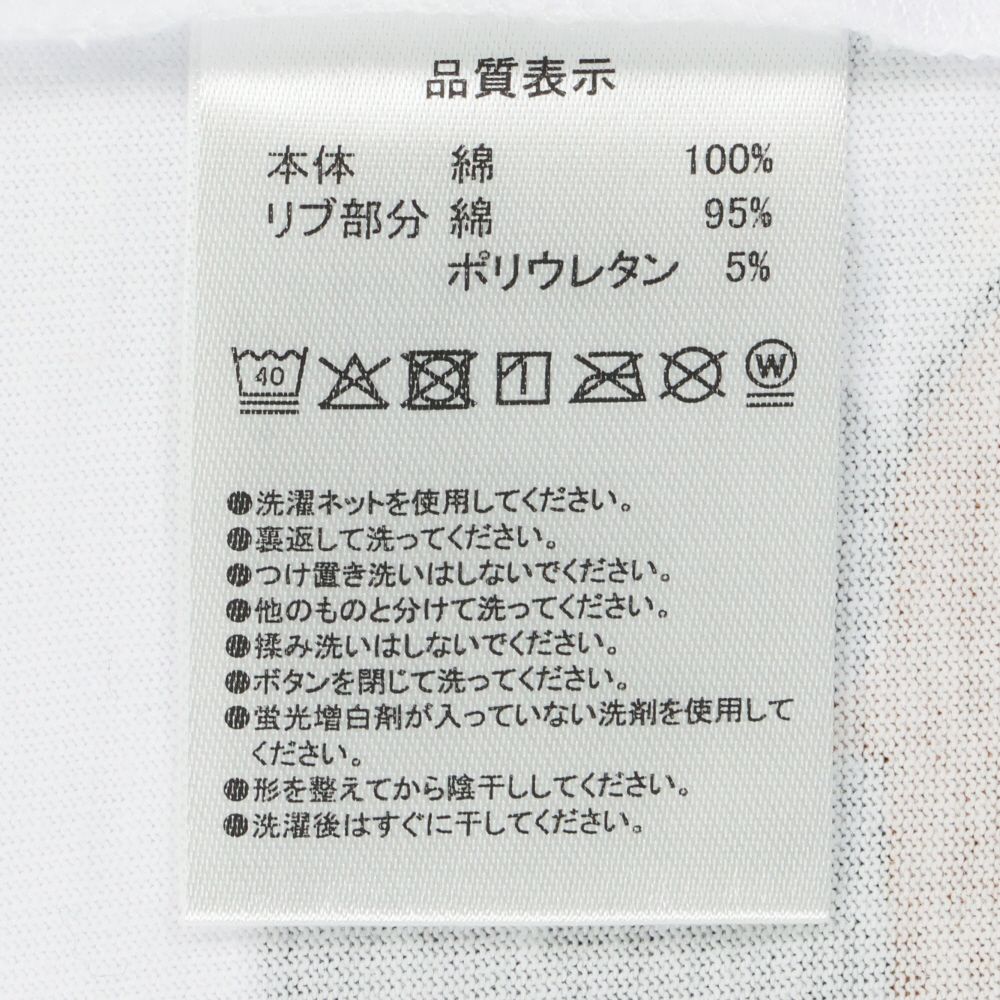 品質表示
本体 綿 100%
リブ部分 綿 95%
ポリウレタン 5%
40 W
●洗濯ネットを使用してください。
●裏返して洗ってください。
●つけ置き洗いはしないでください。
●他のものと分けて洗ってください。
●揉み洗いはしないでください。
●ボタンを閉じて洗ってください。
●蛍光増白剤が入っていない洗剤を使用して
ください。
●形を整えてから陰干ししてください。
●洗濯後はすぐに干してください。